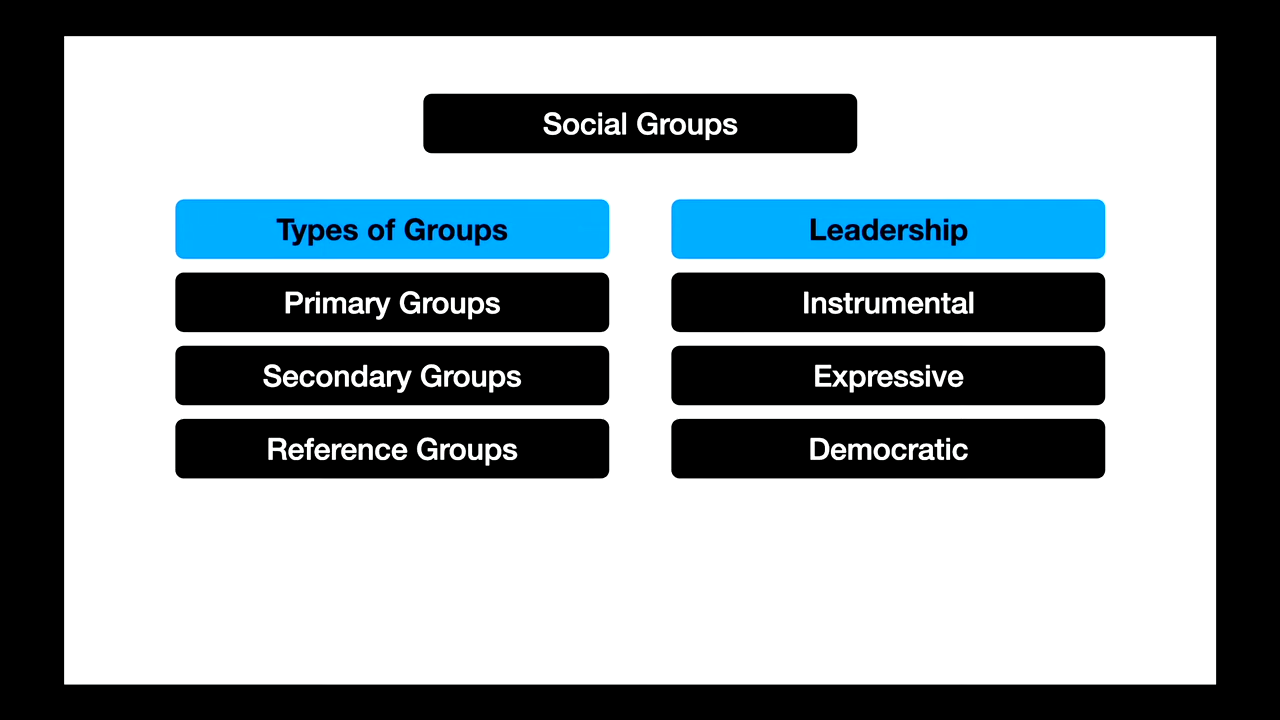 Social Groups
Types of Groups
Primary Groups
Secondary Groups
Reference Groups
Leadership
Instrumental
Expressive
Democratic